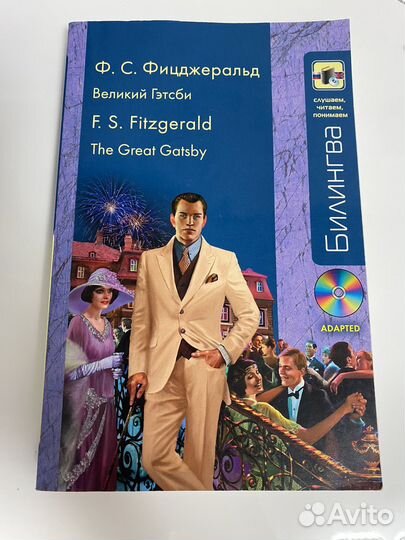 Ф. С. Фицджеральд
Великий Гэтсби
F. S. Fitzgerald
The Great Gatsby
слушаем,
читаем,
понимаем
Билингва
ADAPTED
Avito